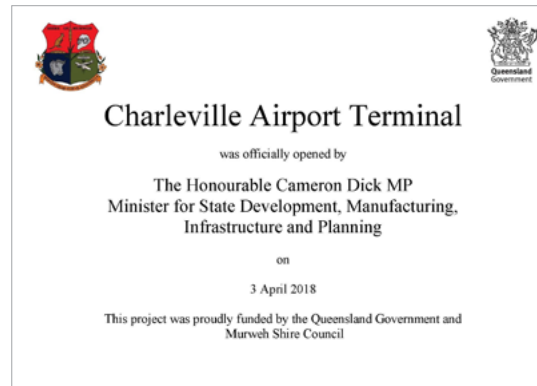 Queensland
Government
Charleville Airport Terminal
was officially opened by
The Honourable Cameron Dick MP
Minister for State Development, Manufacturing,
Infrastructure and Planning
on
3 April 2018
This project was proudly funded by the Queensland Government and
Murweh Shire Council